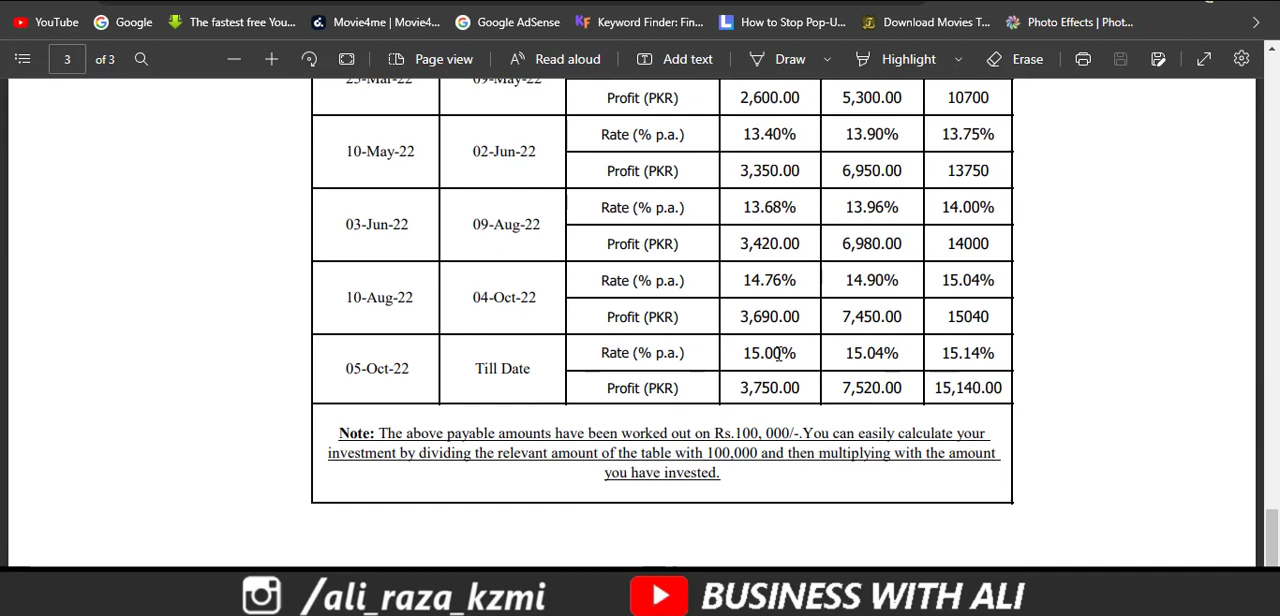 YouTube Google The fastest free You... Movie4me | Movie4... Google AdSense Keyword Finder: Fin... How to Stop Pop-U... Download Movies T... Photo Effects | Phot...
3 of 3 Page view Read aloud Add text Draw Highlight Erase
25-Mar-22 09-May-22
Profit (PKR) 2,600.00 5,300.00 10700
10-May-22 02-Jun-22
Rate (% p.a.) 13.40% 13.90% 13.75%
Profit (PKR) 3,350.00 6,950.00 13750
03-Jun-22 09-Aug-22
Rate (% p.a.) 13.68% 13.96% 14.00%
Profit (PKR) 3,420.00 6,980.00 14000
10-Aug-22 04-Oct-22
Rate (% p.a.) 14.76% 14.90% 15.04%
Profit (PKR) 3,690.00 7,450.00 15040
05-Oct-22 Till Date
Rate (% p.a.) 15.00% 15.04% 15.14%
Profit (PKR) 3,750.00 7,520.00 15,140.00
Note: The above payable amounts have been worked out on Rs.100, 000/-.You can easily calculate your
investment by dividing the relevant amount of the table with 100,000 and then multiplying with the amount
you have invested.
/ali_raza_kzmi BUSINESS WITH ALI